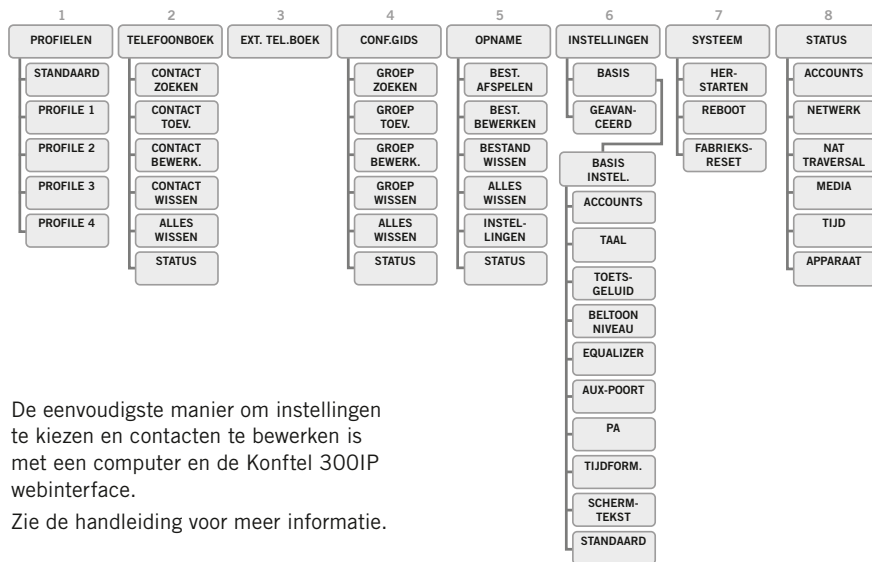 1 2 3 4 5 6 7 8
PROFIELEN
STANDAARD
PROFILE 1
PROFILE 2
PROFILE 3
PROFILE 4
TELEFOONBOEK
CONTACT
ZOEKEN
CONTACT
TOEV.
CONTACT
BEWERK.
CONTACT
WISSEN
ALLES
WISSEN
STATUS
EXT. TEL.BOEK
CONF.GIDS
GROEP
ZOEKEN
GROEP
TOEV.
GROEP
BEWERK.
GROEP
WISSEN
ALLES
WISSEN
STATUS
OPNAME
BEST.
AFSPELEN
BEST.
BEWERKEN
BESTAND
WISSEN
ALLES
WISSEN
INSTEL-
LINGEN
STATUS
INSTELLINGEN
BASIS
GEAVAN-
CEERD
BASIS
INSTEL.
ACCOUNTS
TAAL
TOETS-
GELUID
BELTOON
NIVEAU
EQUALIZER
AUX-POORT
PA
TIJDFORM.
SCHERM-
TEKST
STANDAARD
SYSTEEM
HER-
STARTEN
REBOOT
FABRIEKS-
RESET
STATUS
ACCOUNTS
NETWERK
NAT
TRAVERSAL
MEDIA
TIJD
APPARAAT
De eenvoudigste manier om instellingen
te kiezen en contacten te bewerken is
met een computer en de Konftel 300IP
webinterface.
Zie de handleiding voor meer informatie.